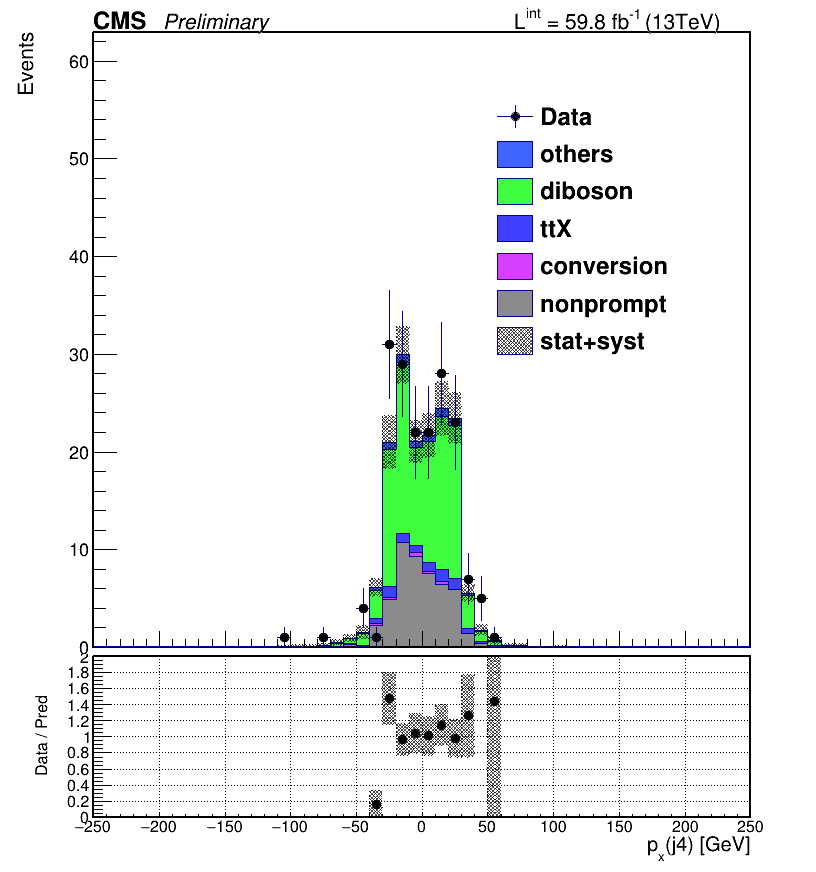 CMS Preliminary L^int = 59.8 fb^-1 (13TeV)
Events
60
50
40
30
20
10
0
Data
others
diboson
ttX
conversion
nonprompt
stat+syst
Data / Pred
2
1.8
1.6
1.4
1.2
1
0.8
0.6
0.4
0.2
0
−250 −200 −150 −100 −50 0 50 100 150 200 250
p_x(j4) [GeV]